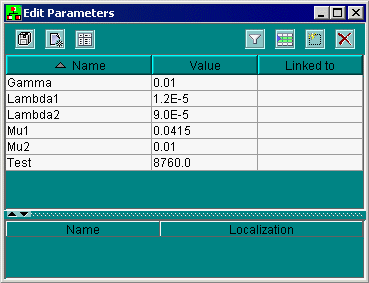 Edit Parameters
Name Value Linked to
Gamma 0.01
Lambda1 1.2E-5
Lambda2 9.0E-5
Mu1 0.0415
Mu2 0.01
Test 8760.0
Name Localization